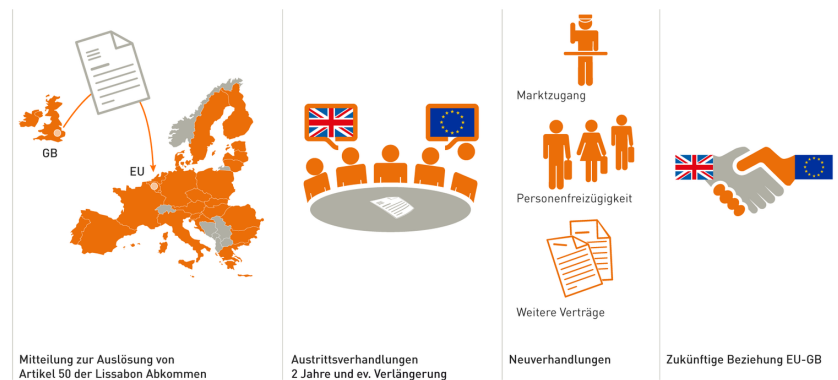 GB
EU
Mitteilung zur Auslösung von
Artikel 50 der Lissabon Abkommen
Austrittsverhandlungen
2 Jahre und ev. Verlängerung
Marktzugang
Personenfreizügigkeit
Weitere Verträge
Neuverhandlungen
Zukünftige Beziehung EU-GB